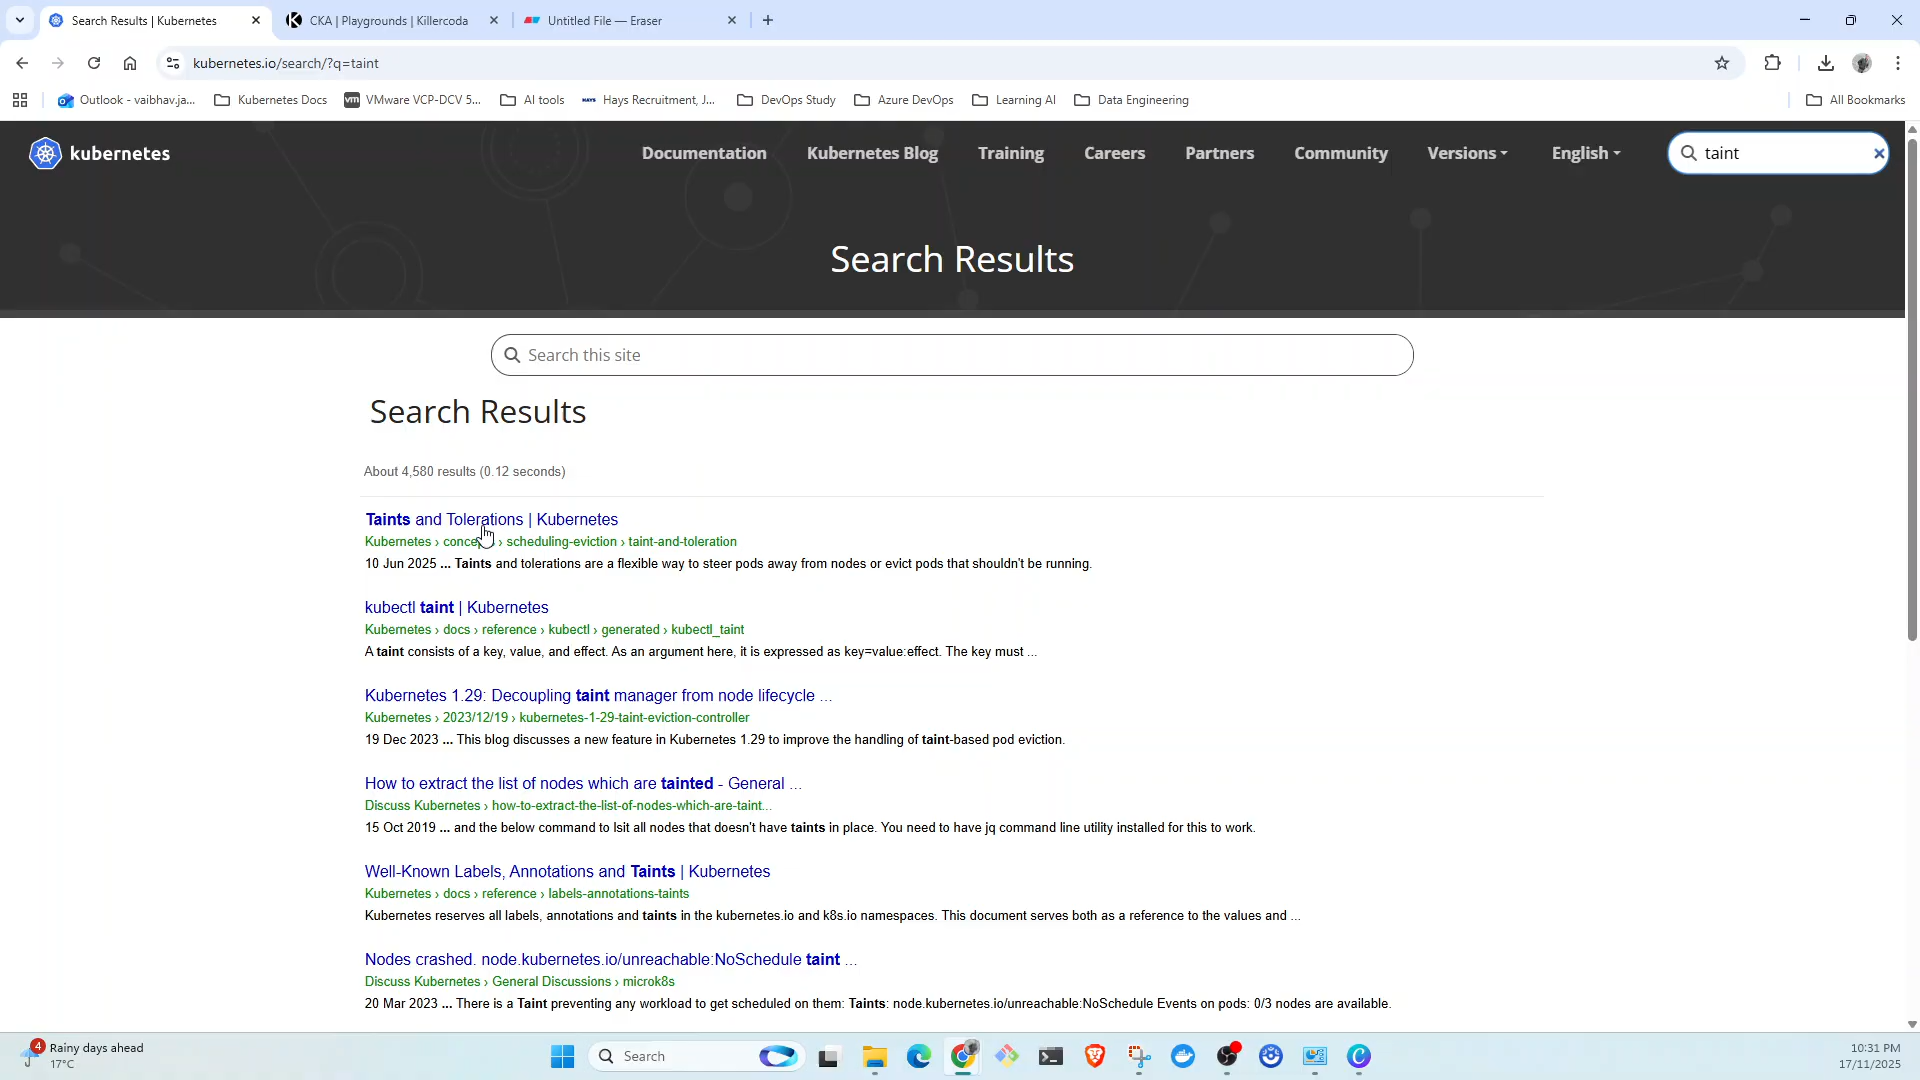 Search Results | Kubernetes
CKA | Playgrounds | Killercoda
Untitled File — Eraser
kubernetes.io/search/?q=taint
Outlook - vaibhav.ja...
Kubernetes Docs
VMware VCP-DCV 5...
AI tools
Hays Recruitment, J...
DevOps Study
Azure DevOps
Learning AI
Data Engineering
All Bookmarks
kubernetes
Documentation
Kubernetes Blog
Training
Careers
Partners
Community
Versions
English
taint
Search Results
Search this site
Search Results
About 4,580 results (0.12 seconds)
Taints and Tolerations | Kubernetes
Kubernetes › › scheduling-eviction › taint-and-toleration
10 Jun 2025 ... Taints and tolerations are a flexible way to steer pods away from nodes or evict pods that shouldn't be running.
kubectl taint | Kubernetes
Kubernetes › docs › reference › kubectl › generated › kubectl_taint
A taint consists of a key, value, and effect. As an argument here, it is expressed as key=value:effect. The key must ...
Kubernetes 1.29: Decoupling taint manager from node lifecycle ...
Kubernetes › 2023/12/19 › kubernetes-1-29-taint-eviction-controller
19 Dec 2023 ... This blog discusses a new feature in Kubernetes 1.29 to improve the handling of taint-based pod eviction.
How to extract the list of nodes which are tainted - General ...
Discuss Kubernetes › how-to-extract-the-list-of-nodes-which-are-taint...
15 Oct 2019 ... and the below command to lsit all nodes that doesn't have taints in place. You need to have jq command line utility installed for this to work.
Well-Known Labels, Annotations and Taints | Kubernetes
Kubernetes › docs › reference › labels-annotations-taints
Kubernetes reserves all labels, annotations and taints in the kubernetes.io and k8s.io namespaces. This document serves both as a reference to the values and ...
Nodes crashed. node.kubernetes.io/unreachable:NoSchedule taint ...
Discuss Kubernetes › General Discussions › microk8s
20 Mar 2023 ... There is a Taint preventing any workload to get scheduled on them: Taints: node.kubernetes.io/unreachable:NoSchedule Events on pods: 0/3 nodes are available.
4
Rainy days ahead
17°C
Search
10:31 PM
17/11/2025